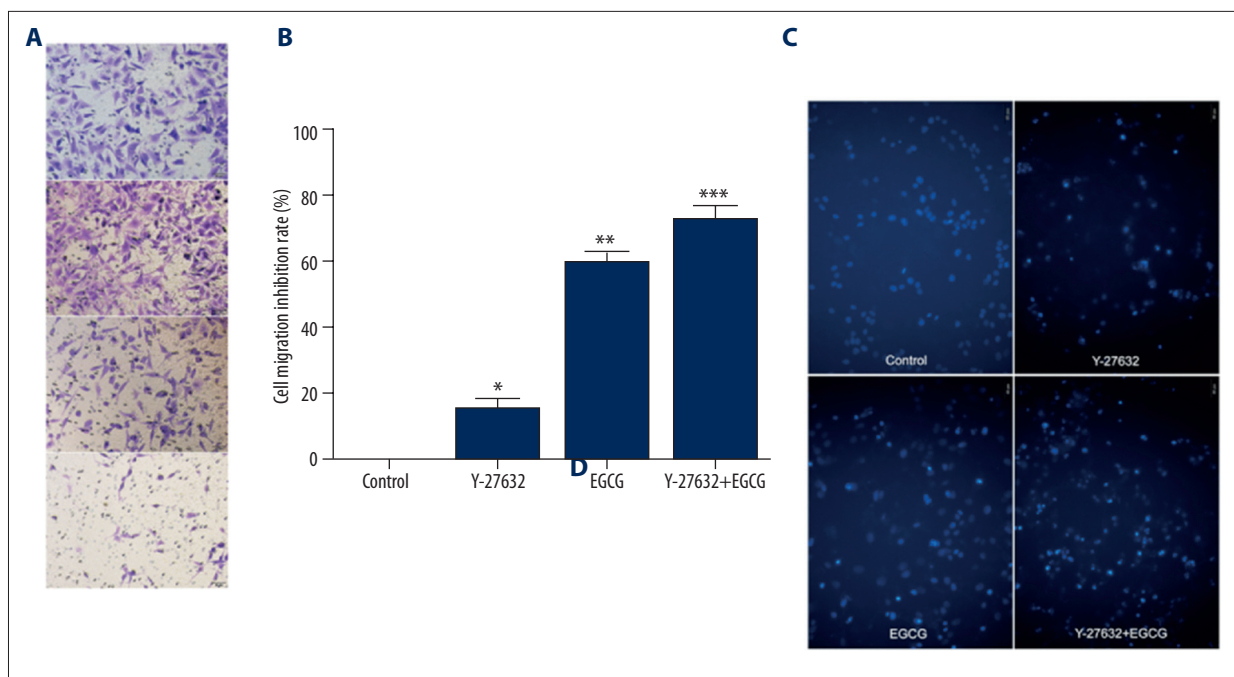 A
B
C
Cell migration inhibition rate (%)
100
80
60
40
20
0
*
**
***
Control
Y-27632
EGCG
Y-27632+EGCG
D
Control
Y-27632
EGCG
Y-27632+EGCG